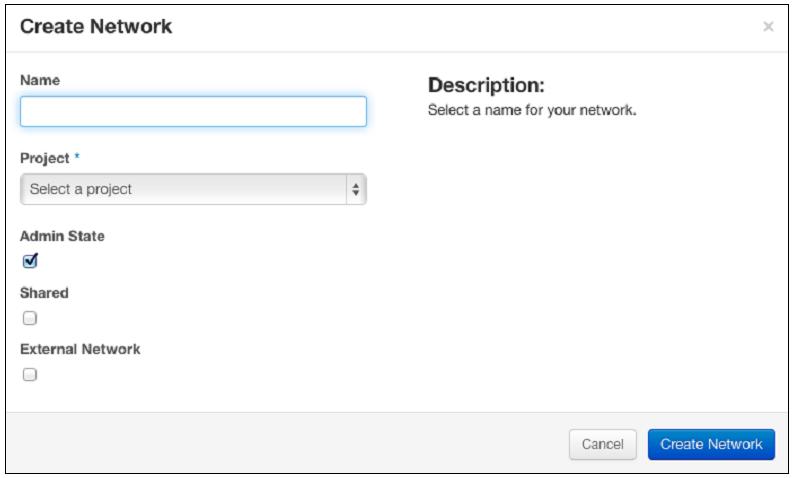 Create Network
×
Name
Description:
Select a name for your network.
Project *
Select a project
Admin State
Shared
External Network
Cancel
Create Network